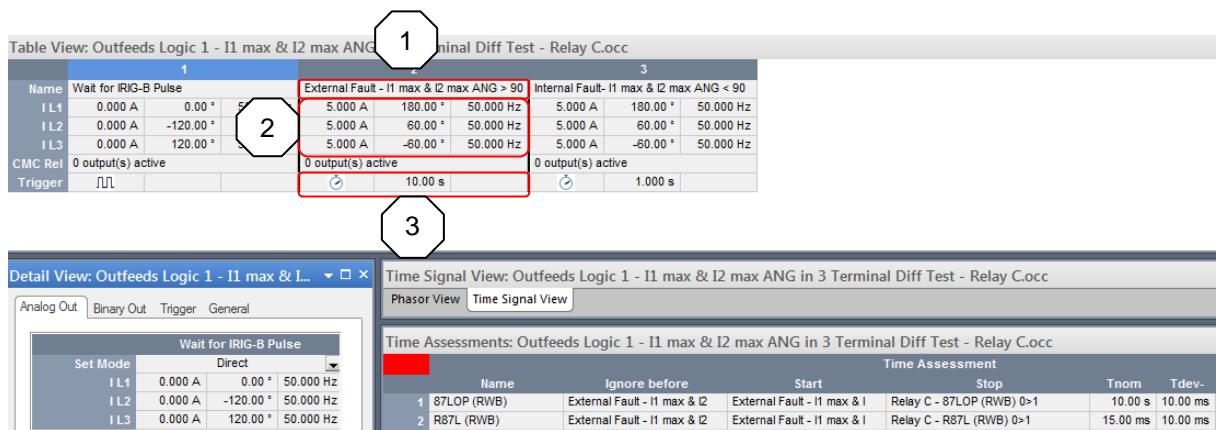 Table View: Outfeeds Logic 1 - I1 max & I2 max ANG inal Diff Test - Relay C.occ
1
1 2 3
Name Wait for IRIG-B Pulse External Fault - I1 max & I2 max ANG > 90 Internal Fault- I1 max & I2 max ANG < 90
I L1 0.000 A 0.00 ° 5.000 A 180.00 ° 50.000 Hz 5.000 A 180.00 ° 50.000 Hz
I L2 0.000 A -120.00 ° 5.000 A 60.00 ° 50.000 Hz 5.000 A 60.00 ° 50.000 Hz
2
I L3 0.000 A 120.00 ° 5.000 A -60.00 ° 50.000 Hz 5.000 A -60.00 ° 50.000 Hz
CMC Rel 0 output(s) active 0 output(s) active 0 output(s) active
Trigger 10.00 s 1.000 s
3
Detail View: Outfeeds Logic 1 - I1 max & I...
Analog Out Binary Out Trigger General
Wait for IRIG-B Pulse
Set Mode Direct
I L1 0.000 A 0.00 ° 50.000 Hz
I L2 0.000 A -120.00 ° 50.000 Hz
I L3 0.000 A 120.00 ° 50.000 Hz
Time Signal View: Outfeeds Logic 1 - I1 max & I2 max ANG in 3 Terminal Diff Test - Relay C.occ
Phasor View Time Signal View
Time Assessments: Outfeeds Logic 1 - I1 max & I2 max ANG in 3 Terminal Diff Test - Relay C.occ
Time Assessment
Name Ignore before Start Stop Tnom Tdev-
1 87LOP (RWB) External Fault - I1 max & I2 External Fault - I1 max & I Relay C - 87LOP (RWB) 0>1 10.00 s 10.00 ms
2 R87L (RWB) External Fault - I1 max & I2 External Fault - I1 max & I Relay C - R87L (RWB) 0>1 15.00 ms 10.00 ms